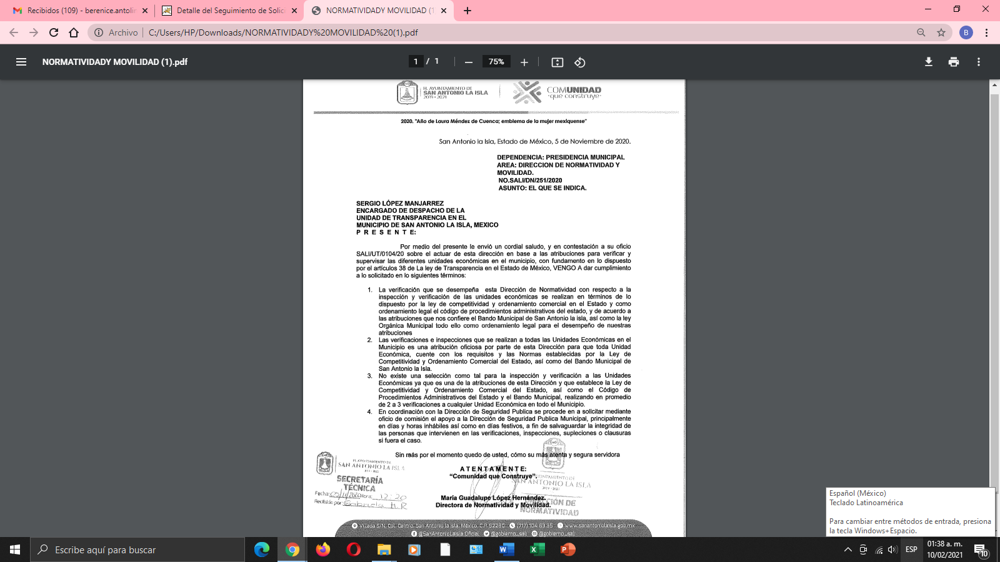 Recibidos (109) - berenice.antolin
Detalle del Seguimiento de Solici
NORMATIVIDADY MOVILIDAD (1
Archivo
C:/Users/HP/Downloads/NORMATIVIDADY%20MOVILIDAD%20(1).pdf
B
NORMATIVIDADY MOVILIDAD (1).pdf
1 / 1
75%
H. AYUNTAMIENTO DE
SAN ANTONIO LA ISLA
2019 • 2021
COMUNIDAD
•que construye•
2020. "Año de Laura Méndez de Cuenca; emblema de la mujer mexiquense"
San Antonio la Isla, Estado de México, 5 de Noviembre de 2020.
DEPENDENCIA: PRESIDENCIA MUNICIPAL
AREA: DIRECCION DE NORMATIVIDAD Y
MOVILIDAD.
NO.SALI/DN/251/2020
ASUNTO: EL QUE SE INDICA.
SERGIO LÓPEZ MANJARREZ
ENCARGADO DE DESPACHO DE LA
UNIDAD DE TRANSPARENCIA EN EL
MUNICIPIO DE SAN ANTONIO LA ISLA, MEXICO
P R E S E N T E:
Por medio del presente le envió un cordial saludo, y en contestación a su oficio
SALI/UT/0104/20 sobre el actuar de esta dirección en base a las atribuciones para verificar y
supervisar las diferentes unidades económicas en el municipio, con fundamento en lo dispuesto
por el artículos 38 de La ley de Transparencia en el Estado de México, VENGO A dar cumplimiento
a lo solicitado en lo siguientes términos:
1. La verificación que se desempeña esta Dirección de Normatividad con respecto a la
inspección y verificación de las unidades económicas se realizan en términos de lo
dispuesto por la ley de competitividad y ordenamiento comercial en el Estado y como
ordenamiento legal el código de procedimientos administrativos del estado, y de acuerdo a
las atribuciones que nos confiere el Bando Municipal de San Antonio la isla, así como la ley
Orgánica Municipal todo ello como ordenamiento legal para el desempeño de nuestras
atribuciones
2. Las verificaciones e inspecciones que se realizan a todas las Unidades Económicas en el
Municipio es una atribución oficiosa por parte de esta Dirección para que toda Unidad
Económica, cuente con los requisitos y las Normas establecidas por la Ley de
Competitividad y Ordenamiento Comercial del Estado, así como del Bando Municipal de
San Antonio la Isla.
3. No existe una selección como tal para la inspección y verificación a las Unidades
Económicas ya que es una de la atribuciones de esta Dirección y que establece la Ley de
Competitividad y Ordenamiento Comercial del Estado, así como el Código de
Procedimientos Administrativos del Estado y el Bando Municipal, realizando en promedio
de 2 a 3 verificaciones a cualquier Unidad Económica en todo el Municipio.
4. En coordinación con la Dirección de Seguridad Publica se procede en a solicitar mediante
oficio de comisión el apoyo a la Dirección de Seguridad Publica Municipal, principalmente
en días y horas inhábiles así como en días festivos, a fin de salvaguardar la integridad de
las personas que intervienen en las verificaciones, inspecciones, supleciones o clausuras
si fuera el caso.
Sin más por el momento quedo de usted, cómo su más atenta y segura servidora
A T E N T A M E N T E:
"Comunidad que Construye".
H. AYUNTAMIENTO DE
SAN ANTONIO LA ISLA
2019 - 2021
SECRETARÍA
TÉCNICA
Fecha: 05/11/2020 Hora: 12:20
Recibido por: Gabriela H.R
AYUNTAMIENTO DE
SAN ANTONIO LA ISLA
2019 - 2021
DIRECCIÓN DE
NORMATIVIDAD
María Guadalupe López Hernández.
Directora de Normatividad y Movilidad.
Villada S/N, Col. Centro. San Antonio la Isla, México. C.P. 52280 (717) 104 63 35 www.sanantoniolaisla.gob.mx
@SanAntoniolaIsla.Oficial @gobierno_sali @gobierno_sali
Español (México)
Teclado Latinoamérica
Para cambiar entre métodos de entrada, presiona
la tecla Windows+Espacio.
Escribe aquí para buscar
ESP
01:38 a. m.
10/02/2021
10